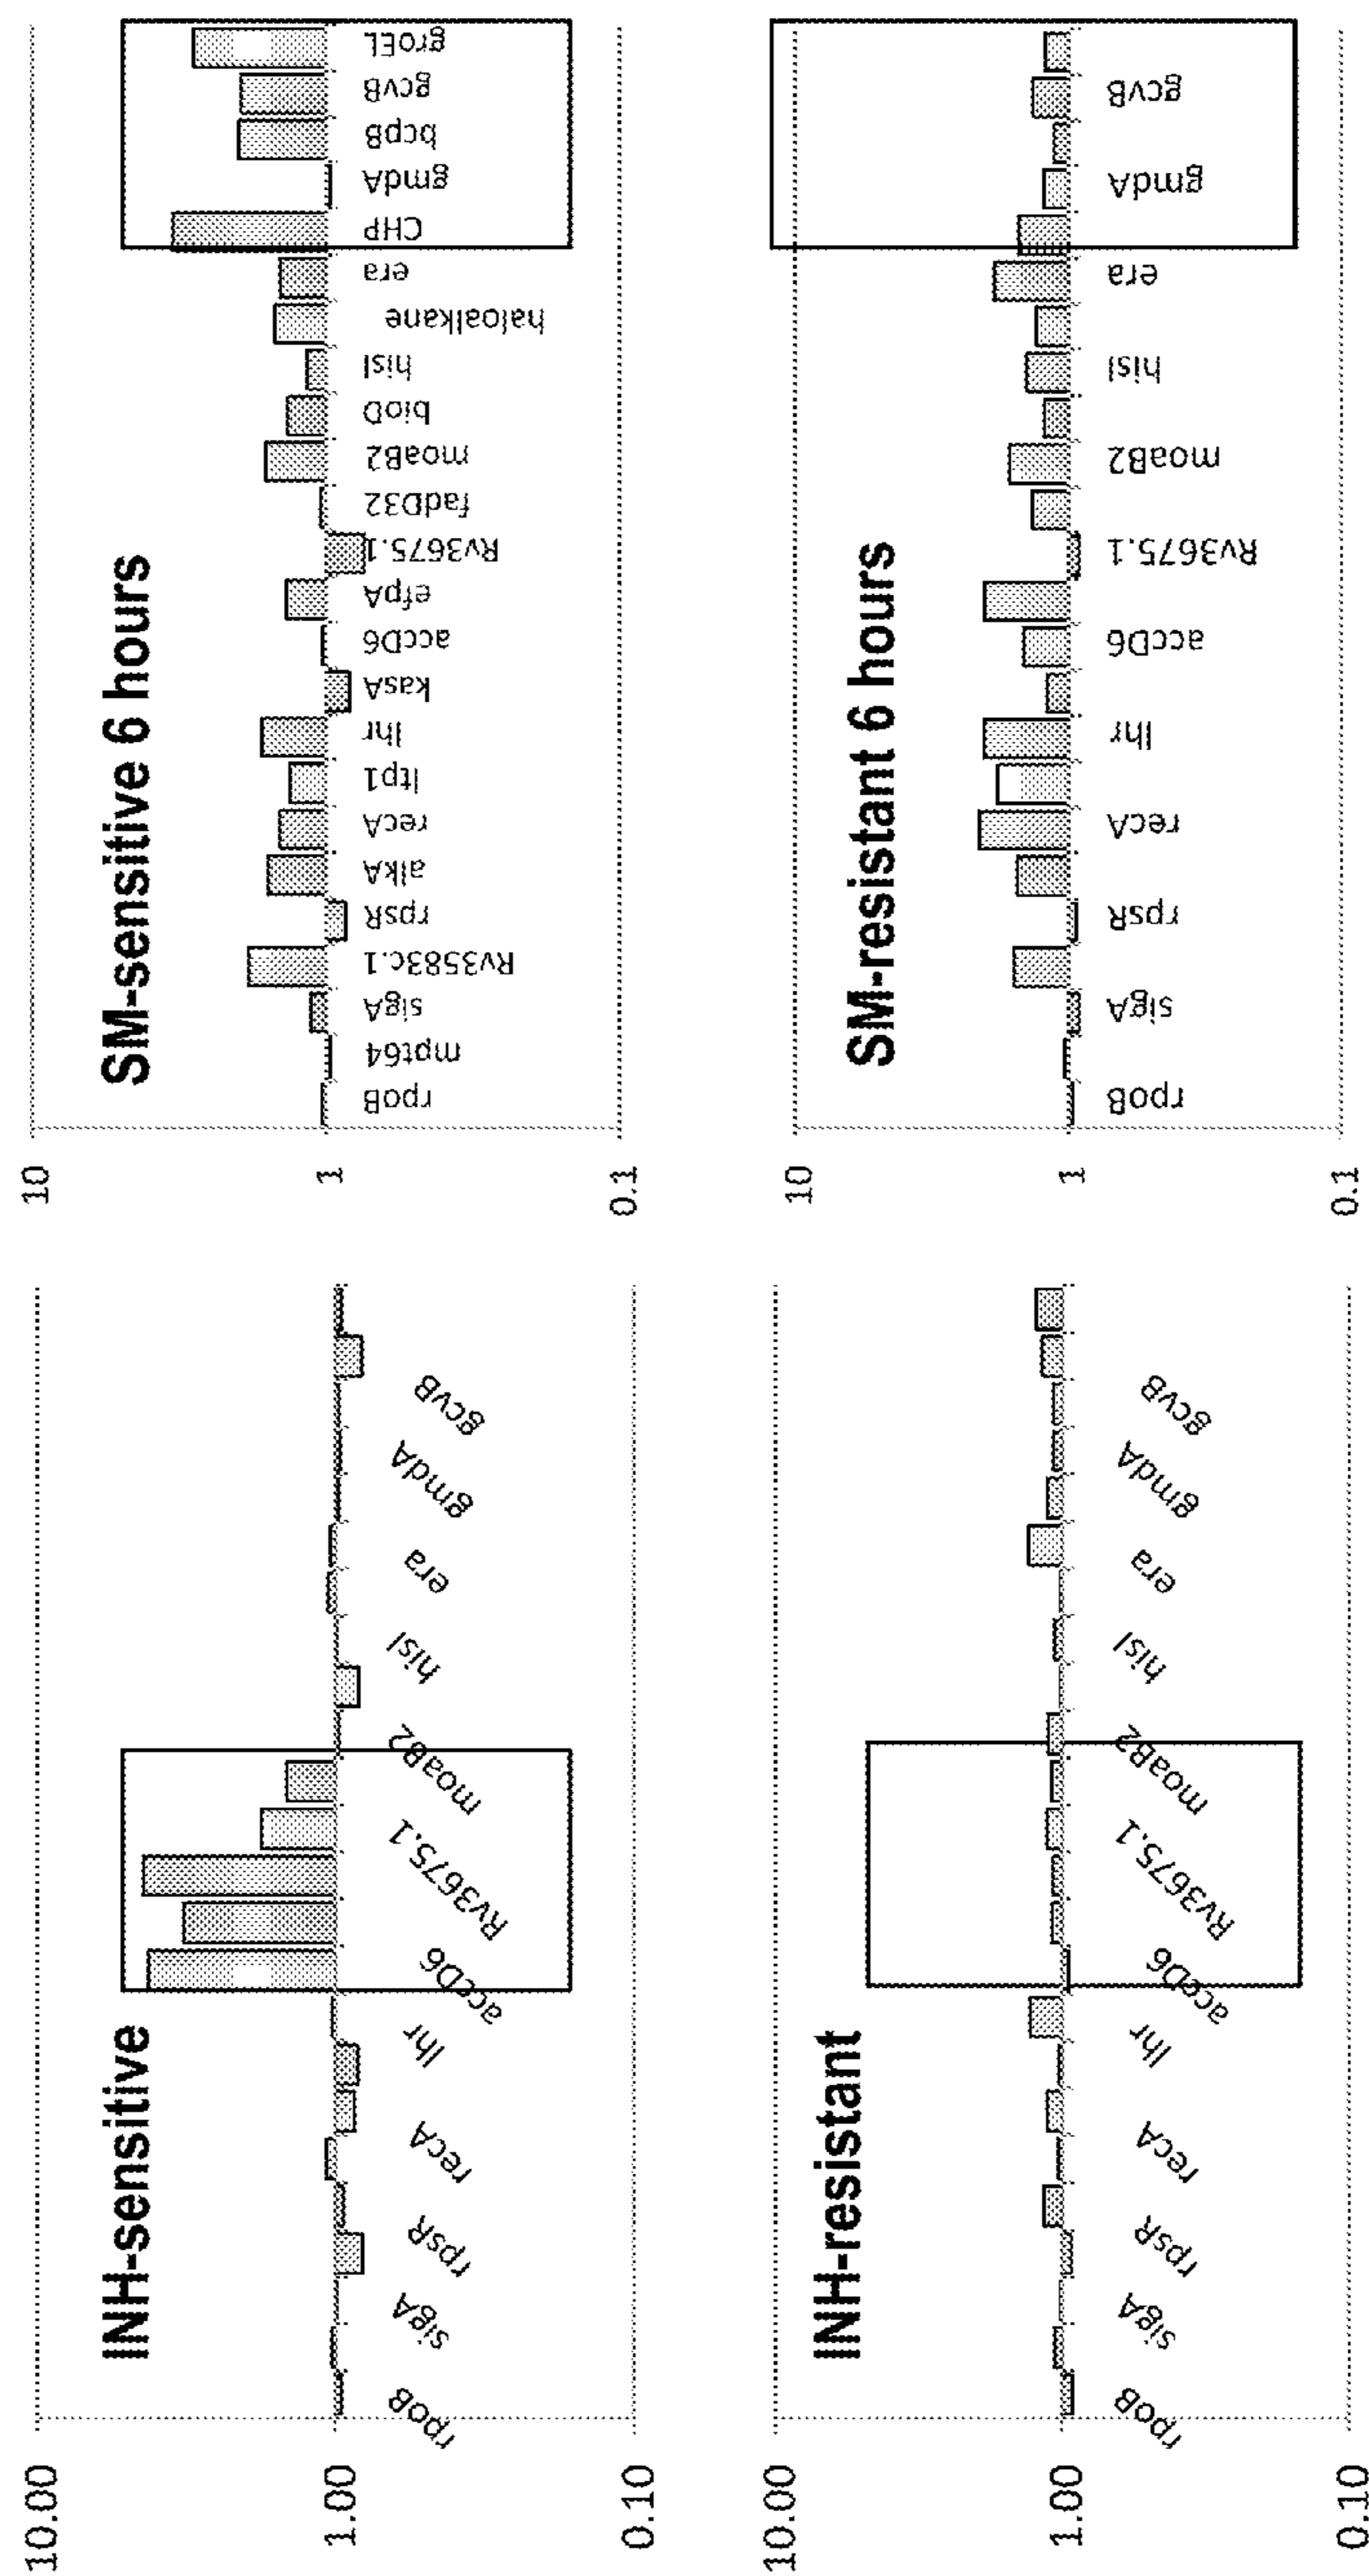 INH-sensitive
10.00
1.00
0.10
rpoB
sigA
rpsR
recA
lhr
accD6
Rv3675.1
moaB2
hisI
era
gmdA
gcvB
SM-sensitive 6 hours
10
1
0.1
rpoB
mpt64
sigA
Rv3583c.1
rpsR
alkA
recA
ltp1
lhr
kasA
accD6
efpA
Rv3675.1
fadD32
moaB2
bioD
hisI
haloalkane
era
CHP
gmdA
bcpB
gcvB
groEL
INH-resistant
10.00
1.00
0.10
rpoB
sigA
rpsR
recA
lhr
accD6
Rv3675.1
moaB2
hisI
era
gmdA
gcvB
SM-resistant 6 hours
10
1
0.1
rpoB
sigA
rpsR
recA
lhr
accD6
Rv3675.1
moaB2
hisI
era
gmdA
gcvB